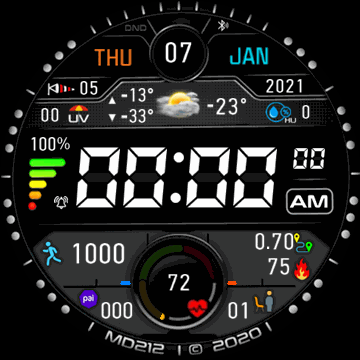 DND
THU 07 JAN
05 -13° 2021
00 UV -33° -23° HU 0
100%
00:00 00
AM
1000 0.70
75
72
pai 000 01
MD212 | © 2020 |